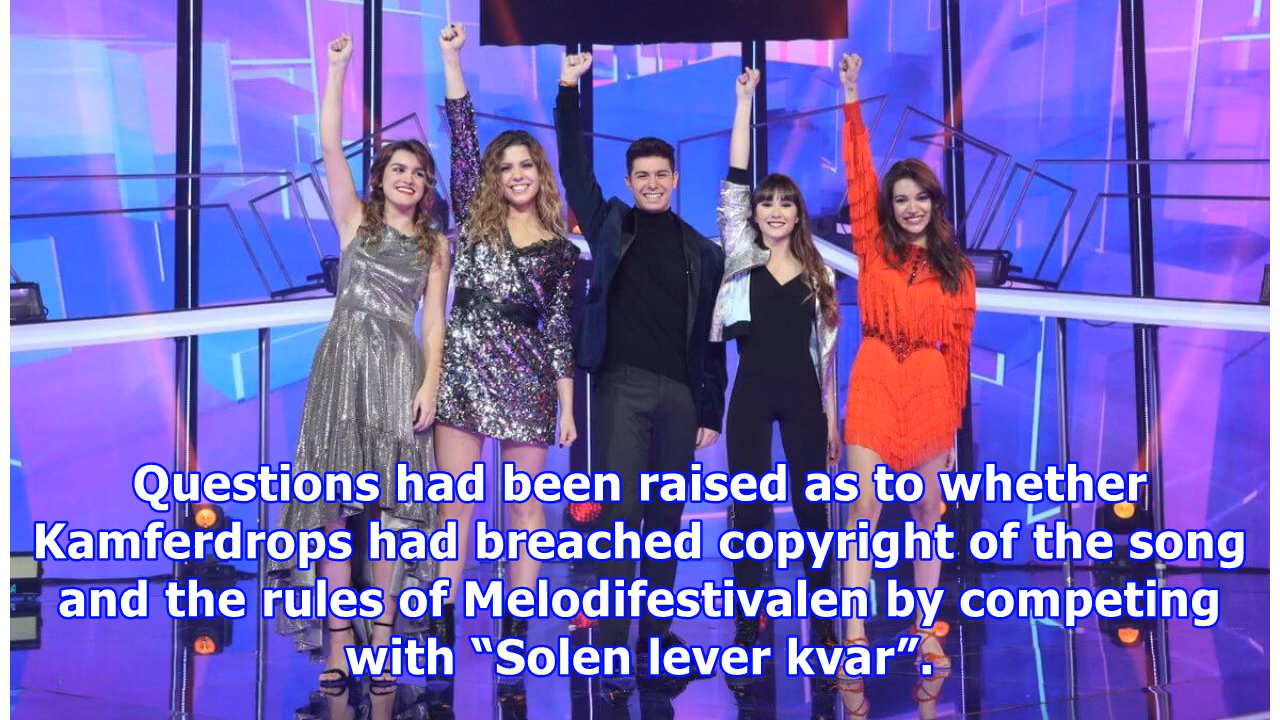 Questions had been raised as to whether
Kamferdrops had breached copyright of the song
and the rules of Melodifestivalen by competing
with “Solen lever kvar”.